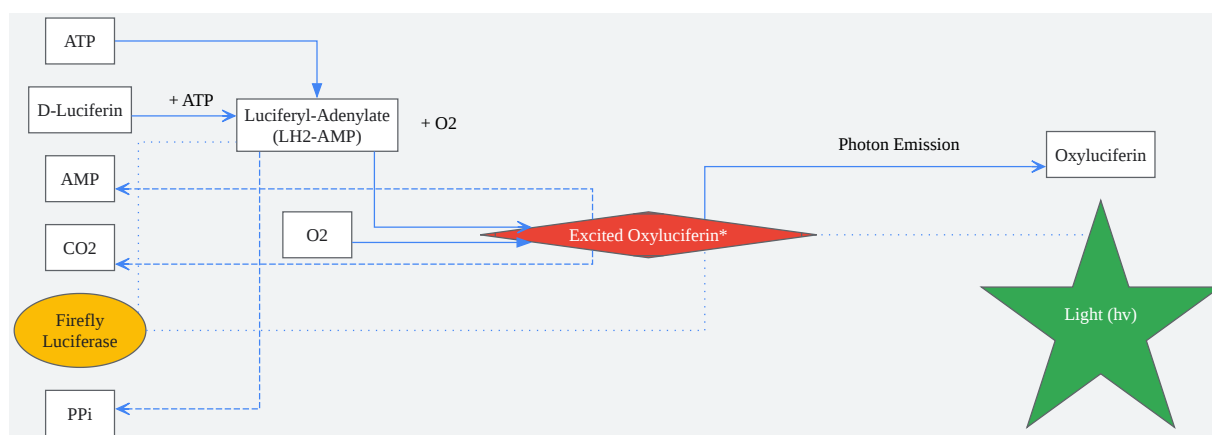 ATP
D-Luciferin
+ ATP
Luciferyl-Adenylate
(LH2-AMP)
+ O2
Photon Emission
Oxyluciferin
AMP
O2
Excited Oxyluciferin*
CO2
Firefly
Luciferase
Light (hv)
PPi